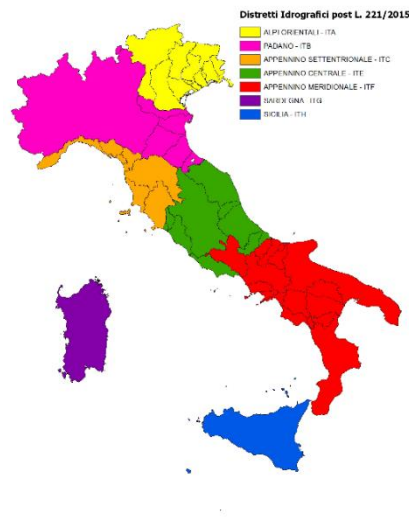 Distretti Idrografici post L. 221/2015
ALPI ORIENTALI - ITA
PADANO - ITB
APPENNINO SETTENTRIONALE - ITC
APPENNINO CENTRALE - ITE
APPENNINO MERIDIONALE - ITF
SARDEGNA - ITG
SICILIA - ITH